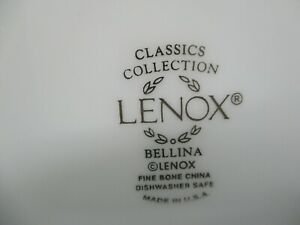 CLASSICS
COLLECTION
LENOX®
BELLINA
©LENOX
FINE BONE CHINA
DISHWASHER SAFE
MADE IN U.S.A.